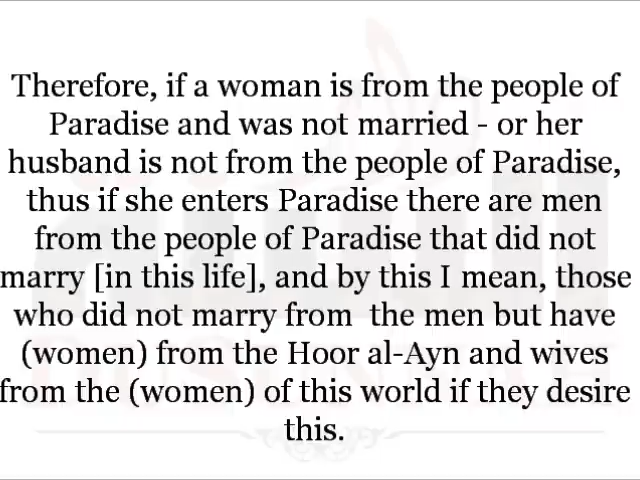 Therefore, if a woman is from the people of
Paradise and was not married - or her
husband is not from the people of Paradise,
thus if she enters Paradise there are men
from the people of Paradise that did not
marry [in this life], and by this I mean, those
who did not marry from  the men but have
(women) from the Hoor al-Ayn and wives
from the (women) of this world if they desire
this.